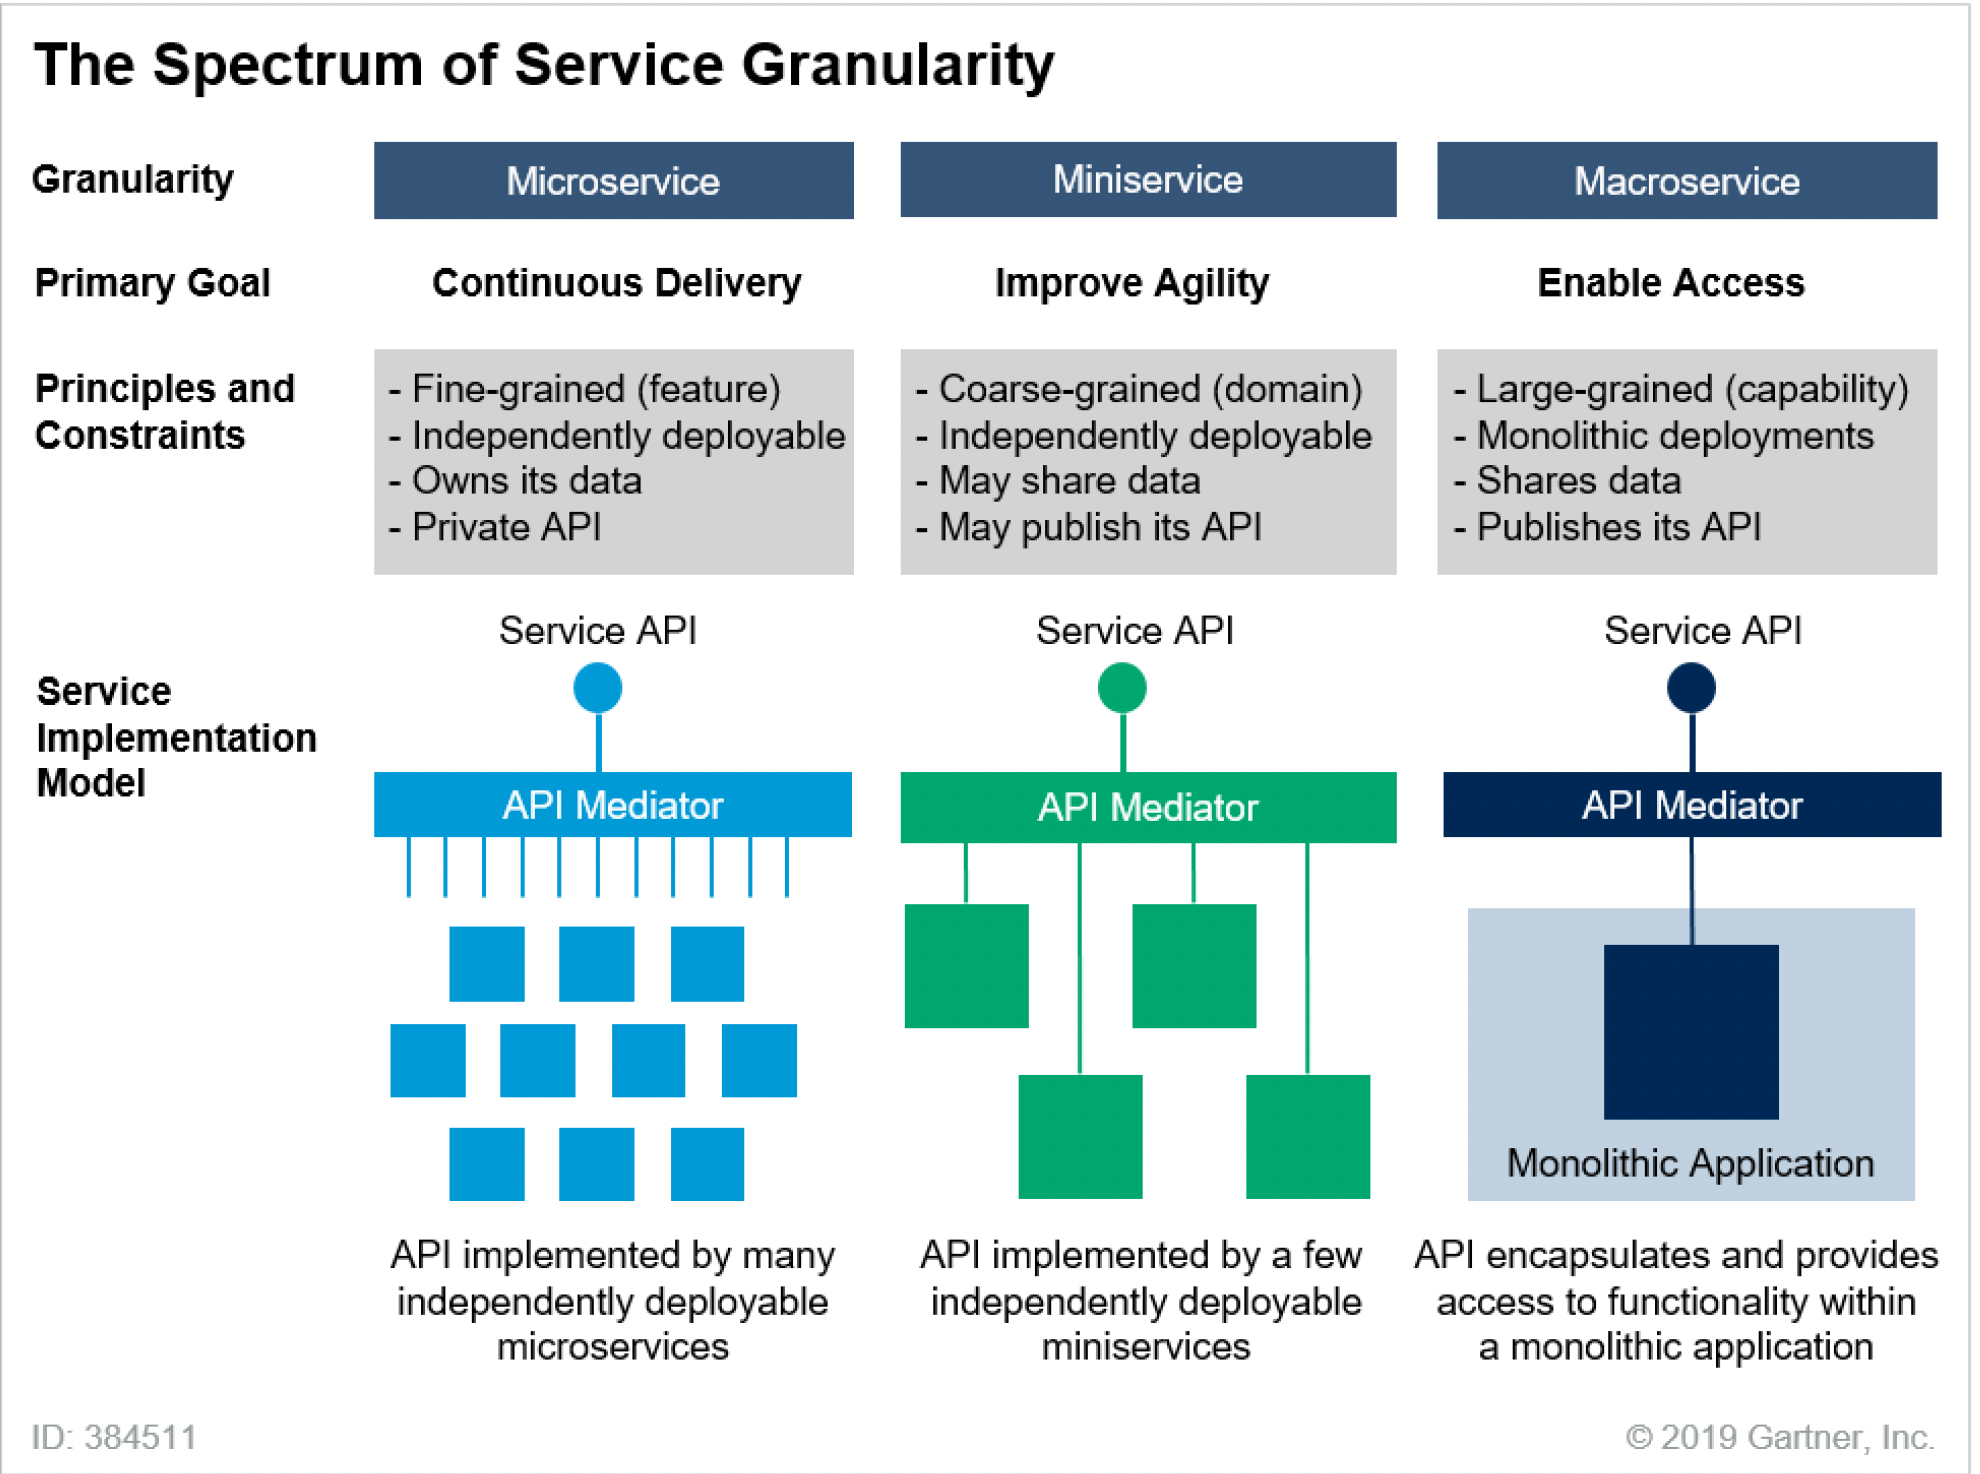 The Spectrum of Service Granularity
Granularity
Microservice
Miniservice
Macroservice
Primary Goal
Continuous Delivery
Improve Agility
Enable Access
Principles and
Constraints
- Fine-grained (feature)
- Independently deployable
- Owns its data
- Private API
- Coarse-grained (domain)
- Independently deployable
- May share data
- May publish its API
- Large-grained (capability)
- Monolithic deployments
- Shares data
- Publishes its API
Service
Implementation
Model
Service API
API Mediator
API implemented by many
independently deployable
microservices
Service API
API Mediator
API implemented by a few
independently deployable
miniservices
Service API
API Mediator
Monolithic Application
API encapsulates and provides
access to functionality within
a monolithic application
ID: 384511
© 2019 Gartner, Inc.